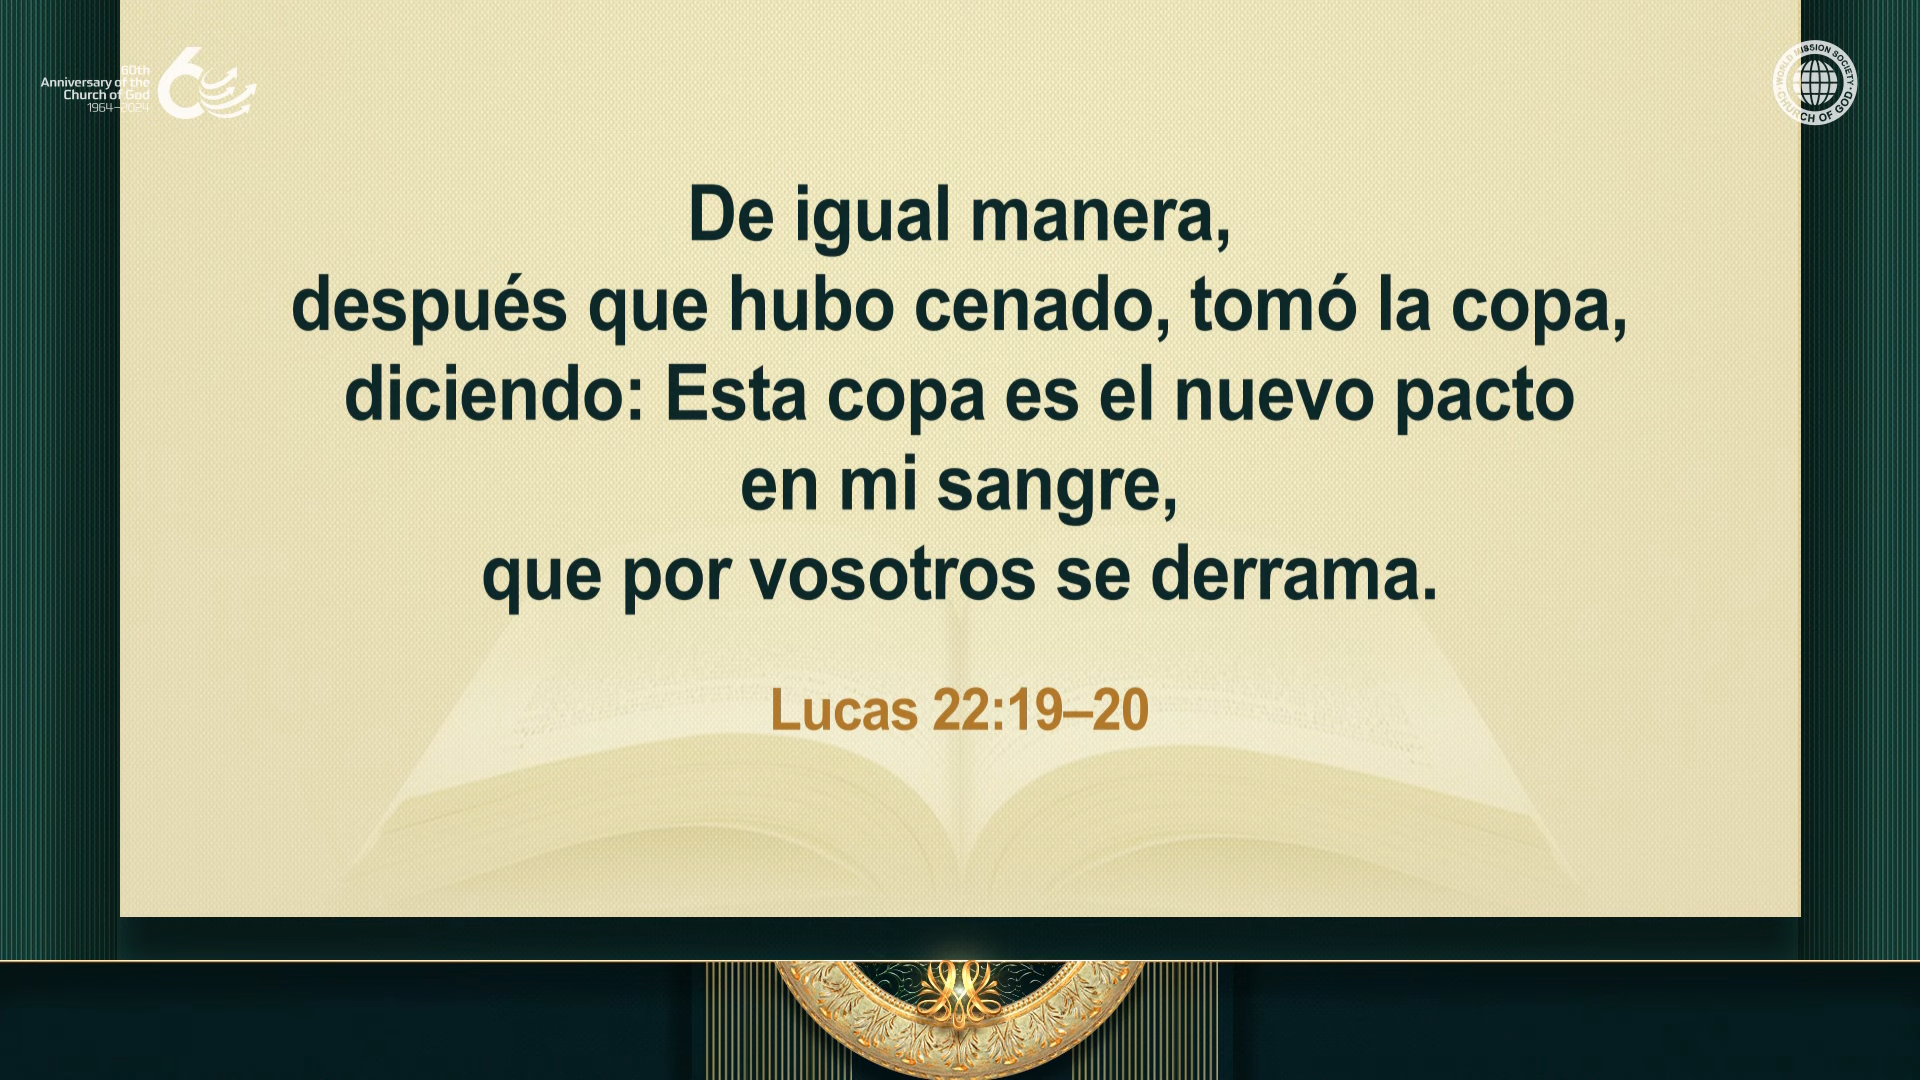 60th
Anniversary of the
Church of God
1964–2024
WORLD MISSION SOCIETY
CHURCH OF GOD
De igual manera,
después que hubo cenado, tomó la copa,
diciendo: Esta copa es el nuevo pacto
en mi sangre,
que por vosotros se derrama.
Lucas 22:19–20